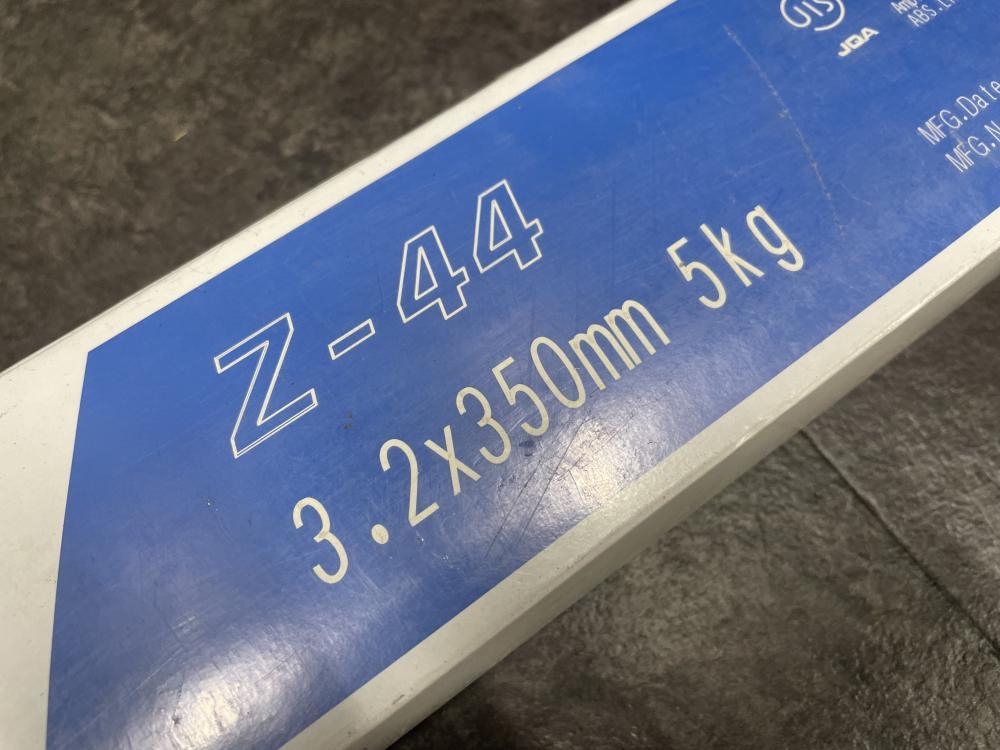 JIS
JQA
ABS.
MFG.Date
MFG.N
Z-44
3.2x350mm 5kg